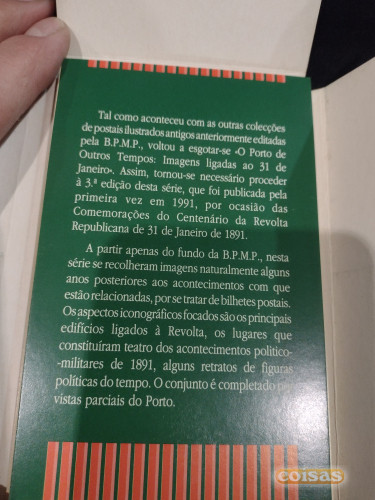 Tal como aconteceu com as outras colecções
de postais ilustrados antigos anteriormente editadas
pela B.P.M.P., voltou a esgotar-se «O Porto de
Outros Tempos: Imagens ligadas ao 31 de
Janeiro». Assim, tornou-se necessário proceder
à 3.ª edição desta série, que foi publicada pela
primeira vez em 1991, por ocasião das
Comemorações do Centenário da Revolta
Republicana de 31 de Janeiro de 1891.
A partir apenas do fundo da B.P.M.P., nesta
série se recolheram imagens naturalmente alguns
anos posteriores aos acontecimentos com que
estão relacionadas, por se tratar de bilhetes postais.
Os aspectos iconográficos focados são os principais
edifícios ligados à Revolta, os lugares que
constituíram teatro dos acontecimentos político-
-militares de 1891, alguns retratos de figuras
políticas do tempo. O conjunto é completado
vistas parciais do Porto.
coisas